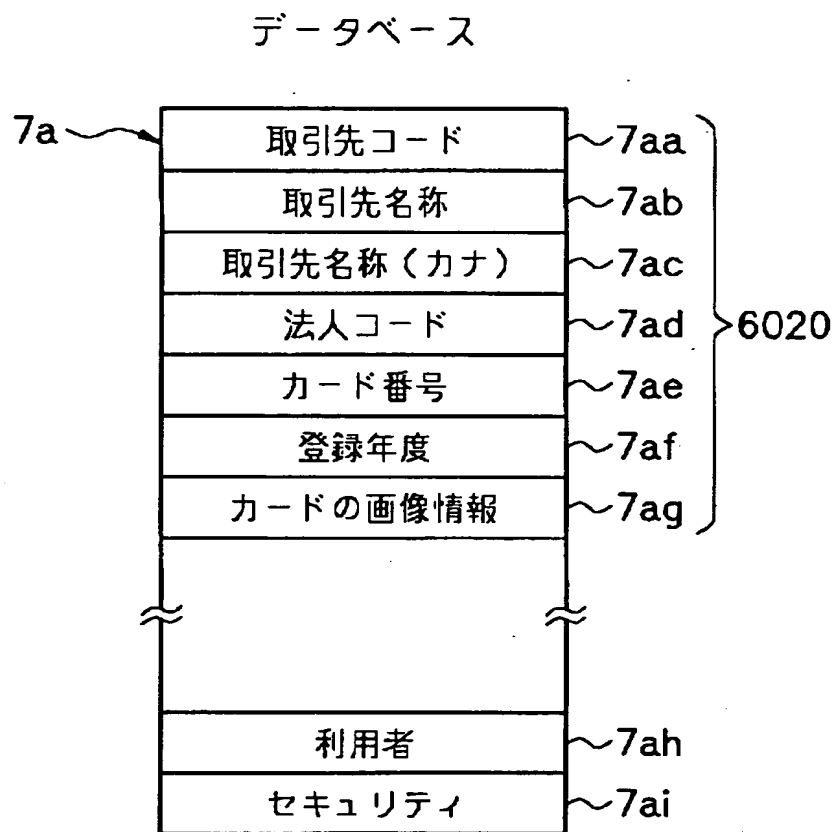 データベース
7a
取引先コード 7aa
取引先名称 7ab
取引先名称(カナ) 7ac
法人コード 7ad
6020
カード番号 7ae
登録年度 7af
カードの画像情報 7ag
利用者 7ah
セキュリティ 7ai